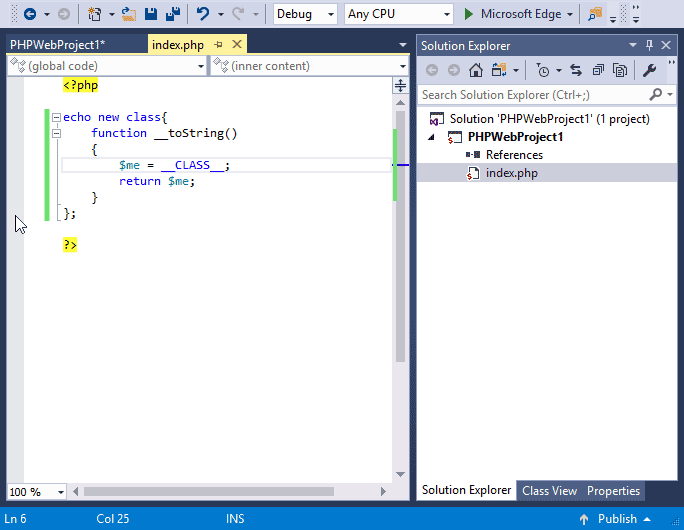 Debug Any CPU Microsoft Edge
PHPWebProject1* index.php
(global code) (inner content)
<?php
echo new class{
function __toString()
{
$me = __CLASS__;
return $me;
}
};
?>
100 %
Solution Explorer
Search Solution Explorer (Ctrl+;)
Solution 'PHPWebProject1' (1 project)
PHPWebProject1
References
index.php
Solution Explorer Class View Properties
Ln 6 Col 25 INS Publish